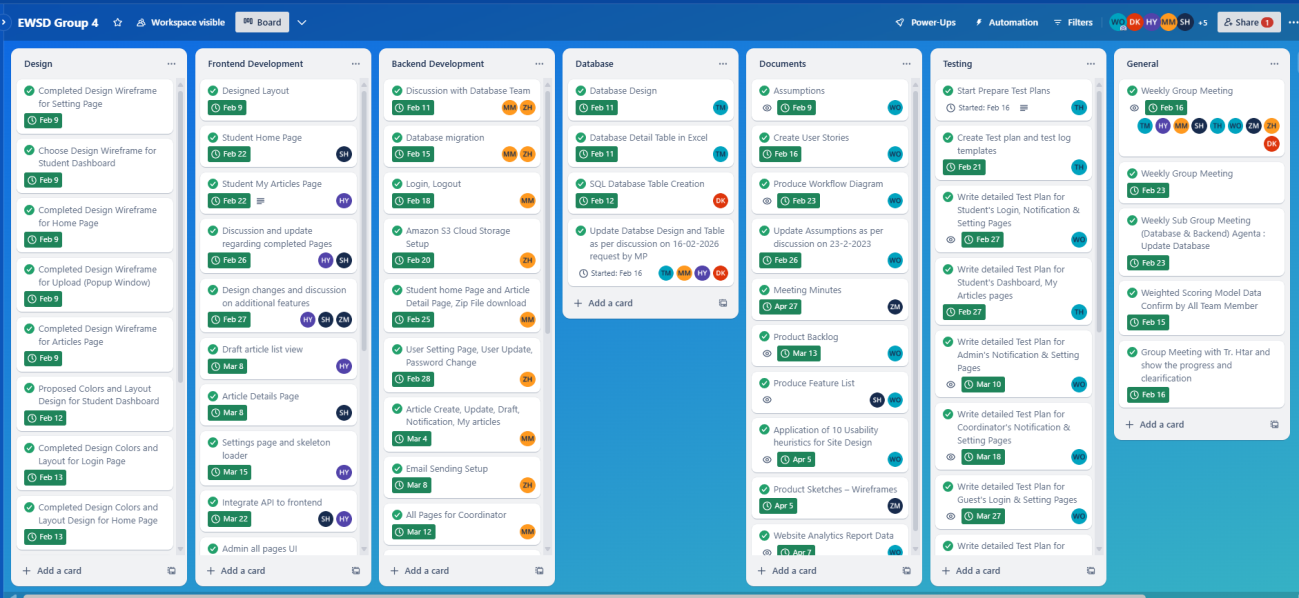 EWSD Group 4
Workspace visible
Board
Power-Ups
Automation
Filters
WO
DK
HY
MM
SH
+5
Share
1
Design
Completed Design Wireframe
for Setting Page
Feb 9
Choose Design Wireframe for
Student Dashboard
Feb 9
Completed Design Wireframe
for Home Page
Feb 9
Completed Design Wireframe
for Upload (Popup Window)
Feb 9
Completed Design Wireframe
for Articles Page
Feb 9
Proposed Colors and Layout
Design for Student Dashboard
Feb 12
Completed Design Colors and
Layout for Login Page
Feb 13
Completed Design Colors and
Layout Design for Home Page
Feb 13
Add a card
Frontend Development
Designed Layout
Feb 9
Student Home Page
Feb 22
SH
Student My Articles Page
Feb 22
HY
Discussion and update
regarding completed Pages
Feb 26
HY SH
Design changes and discussion
on additional features
Feb 27
HY SH ZM
Draft article list view
Mar 8
HY
Article Details Page
Mar 8
SH
Settings page and skeleton
loader
Mar 15
HY
Integrate API to frontend
Mar 22
SH HY
Admin all pages UI
Add a card
Backend Development
Discussion with Database Team
Feb 11
MM ZH
Database migration
Feb 15
MM ZH
Login, Logout
Feb 18
MM
Amazon S3 Cloud Storage
Setup
Feb 20
ZH
Student home Page and Article
Detail Page, Zip File download
Feb 25
MM
User Setting Page, User Update,
Password Change
Feb 28
ZH
Article Create, Update, Draft,
Notification, My articles
Mar 4
MM
Email Sending Setup
Mar 8
ZH
All Pages for Coordinator
Mar 12
MM
Add a card
Database
Database Design
Feb 11
TM
Database Detail Table in Excel
Feb 11
TM
SQL Database Table Creation
Feb 12
DK
Update Databse Design and Table
as per discussion on 16-02-2026
request by MP
Started: Feb 16
TM MM HY DK
Add a card
Documents
Assumptions
Feb 9
WO
Create User Stories
Feb 16
WO
Produce Workflow Diagram
Feb 23
WO
Update Assumptions as per
discussion on 23-2-2023
Feb 26
WO
Meeting Minutes
Apr 27
ZM
Product Backlog
Mar 13
WO
Produce Feature List
SH WO
Application of 10 Usability
heuristics for Site Design
Apr 5
WO
Product Sketches – Wireframes
Apr 5
ZM
Website Analytics Report Data
Apr 7
WO
Add a card
Testing
Start Prepare Test Plans
Started: Feb 16
TH
Create Test plan and test log
templates
Feb 21
TH
Write detailed Test Plan for
Student's Login, Notification &
Setting Pages
Feb 27
WO
Write detailed Test Plan for
Student's Dashboard, My
Articles pages
Feb 27
TH
Write detailed Test Plan for
Admin's Notification & Setting
Pages
Mar 10
WO
Write detailed Test Plan for
Coordinator's Notification &
Setting Pages
Mar 18
WO
Write detailed Test Plan for
Guest's Login & Setting Pages
Mar 27
WO
Write detailed Test Plan for
Add a card
General
Weekly Group Meeting
Feb 16
TM HY MM SH TH WO ZM ZH
DK
Weekly Group Meeting
Feb 23
Weekly Sub Group Meeting
(Database & Backend) Agenta :
Update Database
Feb 23
Weighted Scoring Model Data
Confirm by All Team Member
Feb 15
Group Meeting with Tr. Htar and
show the progress and
clearification
Feb 16
Add a card